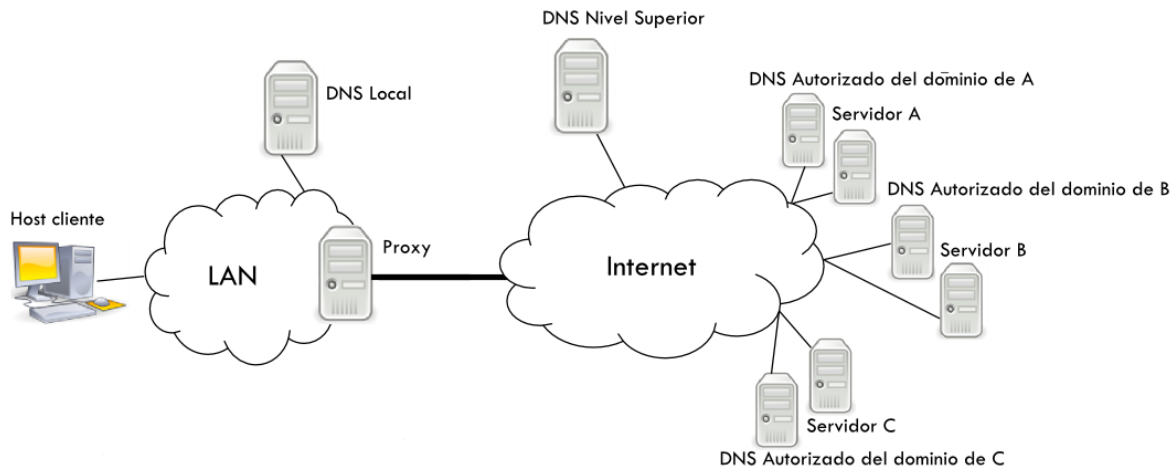 DNS Nivel Superior
DNS Local
DNS Autorizado del dominio de A
Servidor A
DNS Autorizado del dominio de B
Host cliente
Proxy
Servidor B
LAN
Internet
Servidor C
DNS Autorizado del dominio de C